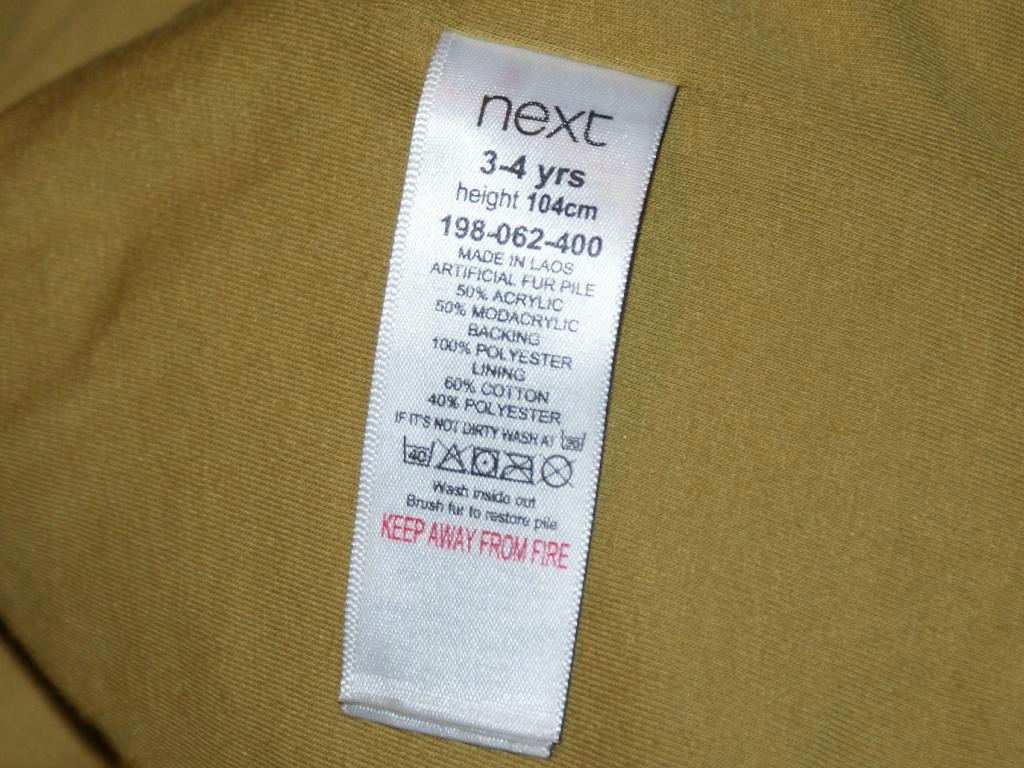 next
3-4 yrs
height 104cm
198-062-400
MADE IN LAOS
ARTIFICIAL FUR PILE
50% ACRYLIC
50% MODACRYLIC
BACKING
100% POLYESTER
LINING
60% COTTON
40% POLYESTER
IF IT'S NOT DIRTY WASH AT 30
40
Wash inside out
Brush fur to restore pile
KEEP AWAY FROM FIRE